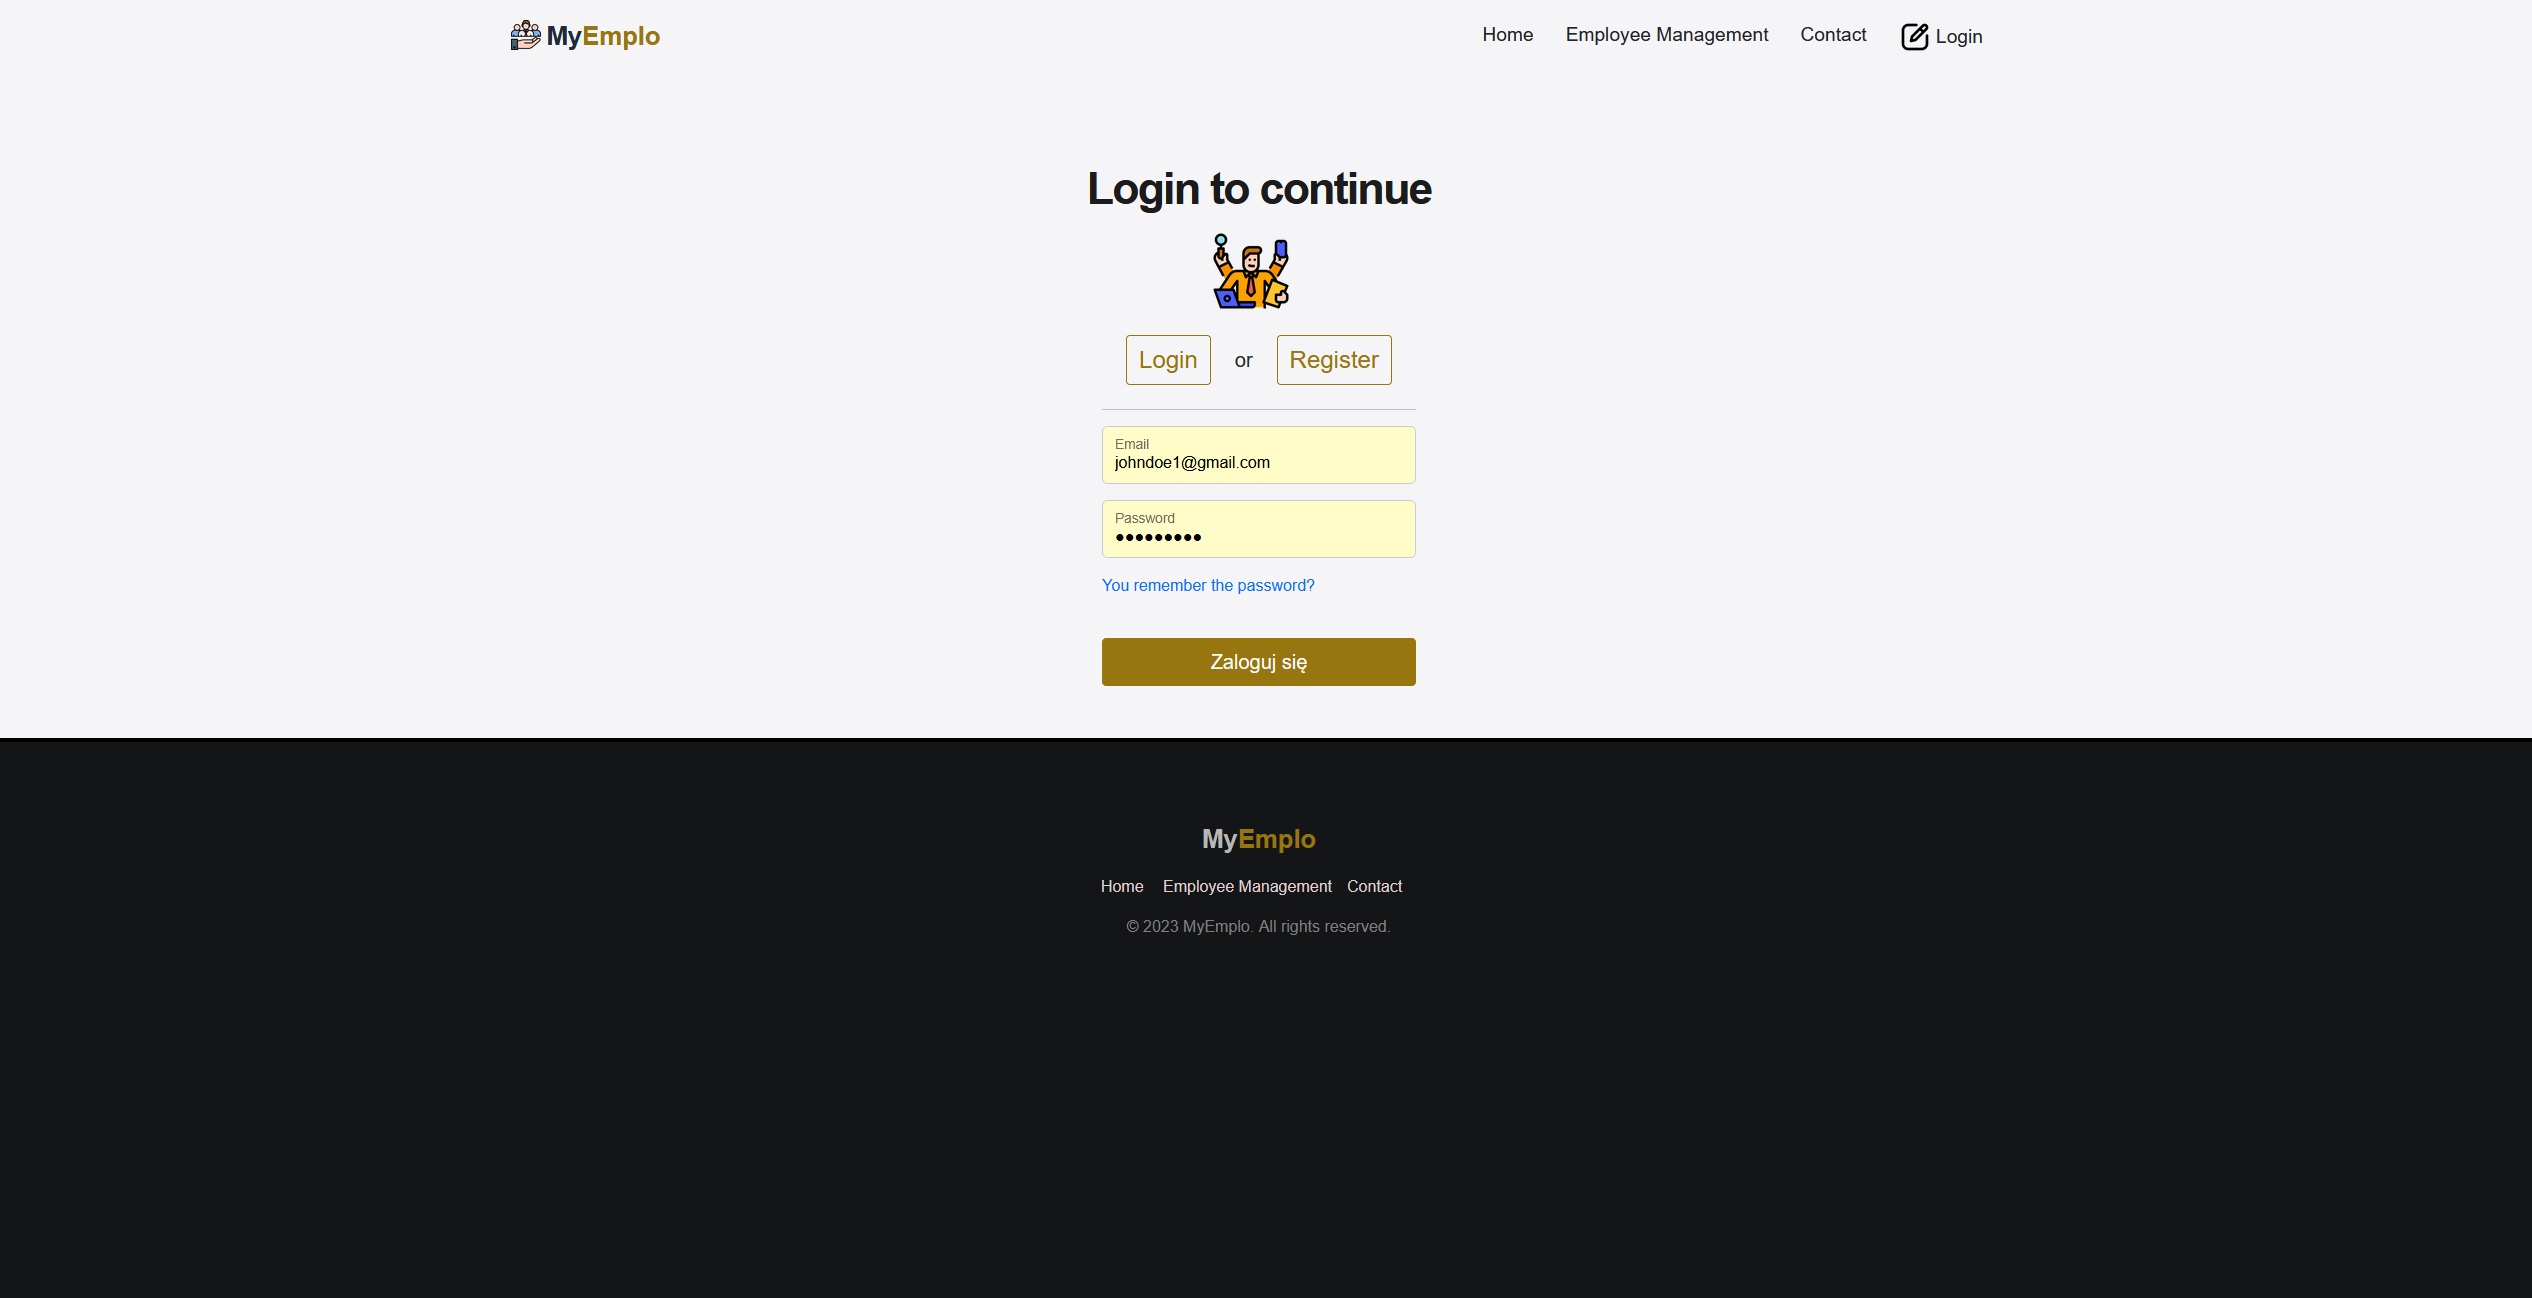 MyEmplo
Home Employee Management Contact Login
Login to continue
Login or Register
Email
johndoe1@gmail.com
Password
●●●●●●●●●
You remember the password?
Zaloguj się
MyEmplo
Home Employee Management Contact
© 2023 MyEmplo. All rights reserved.